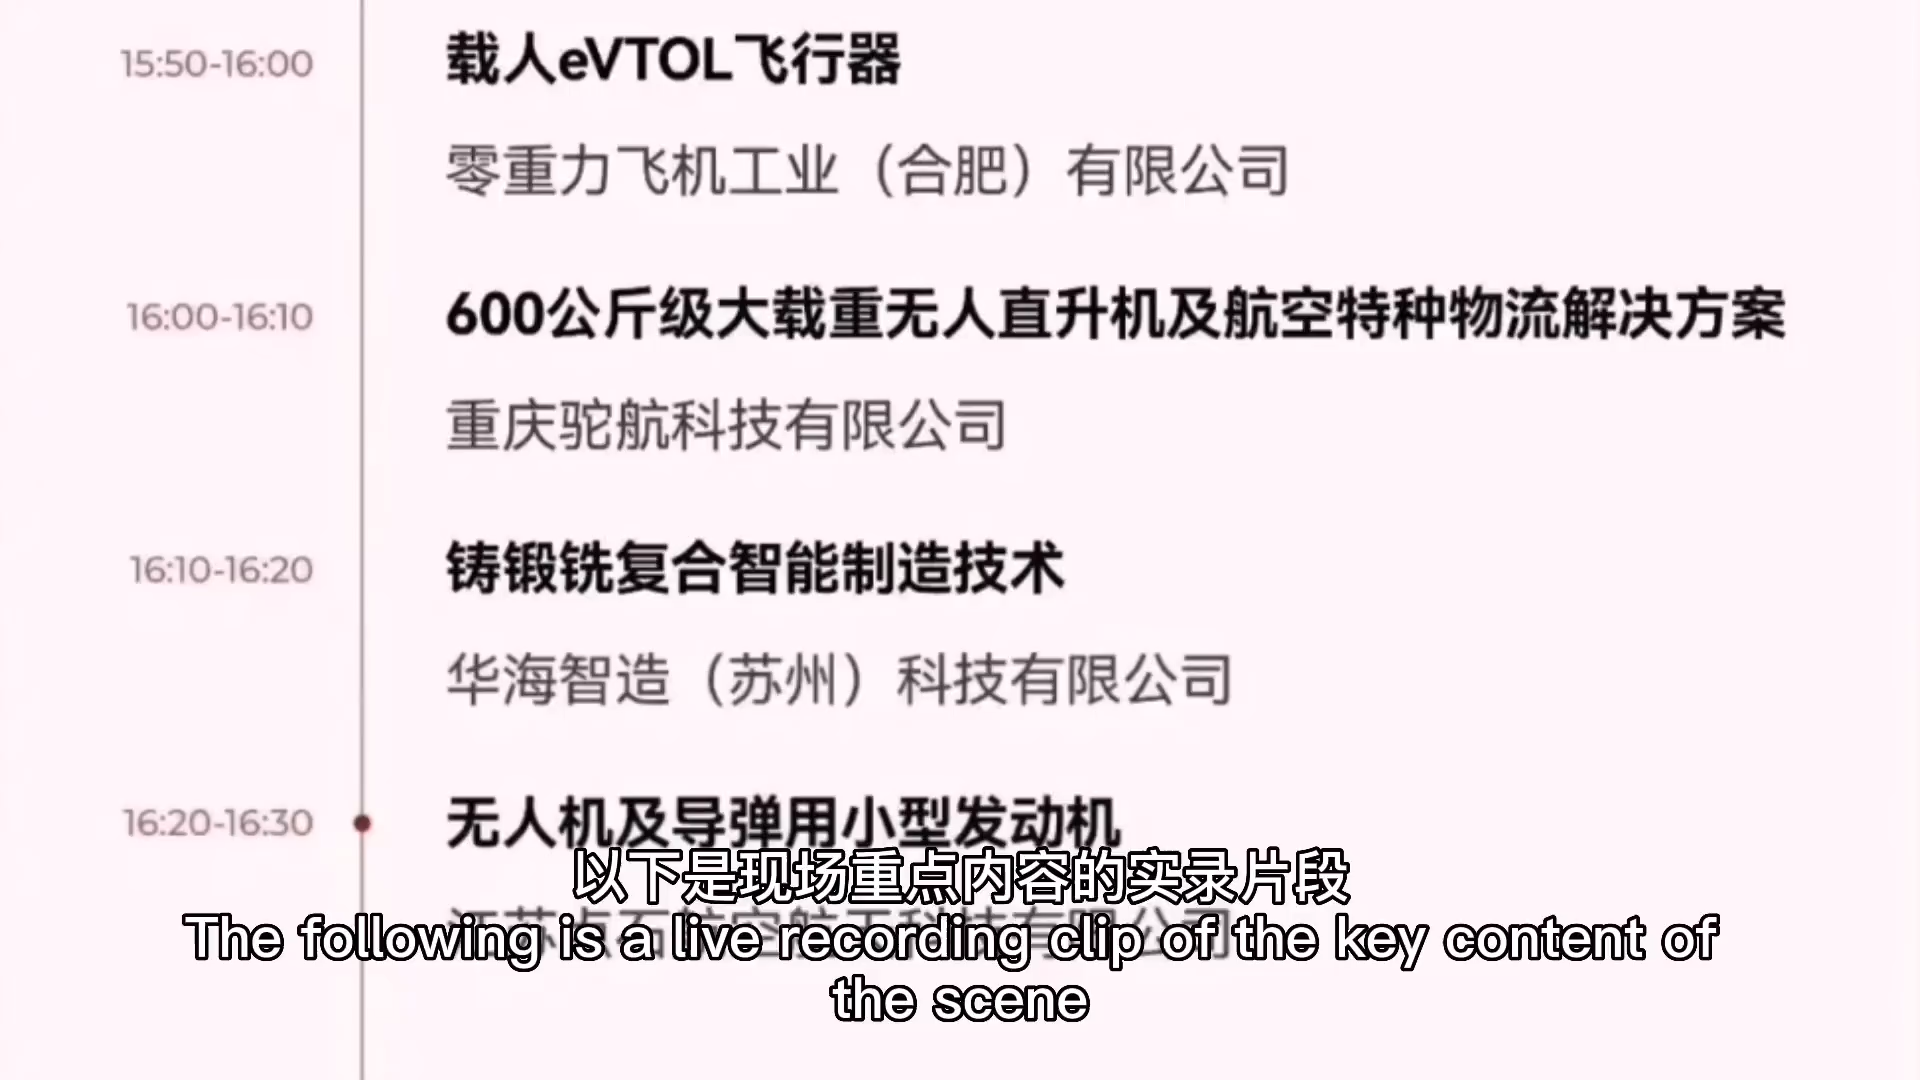 15:50-16:00
载人eVTOL飞行器
零重力飞机工业（合肥）有限公司
16:00-16:10
600公斤级大载重无人直升机及航空特种物流解决方案
重庆驼航科技有限公司
16:10-16:20
铸锻铣复合智能制造技术
华海智造（苏州）科技有限公司
16:20-16:30
无人机及导弹用小型发动机
以下是现场重点内容的实录片段
The following is a live recording clip of the key content of
the scene